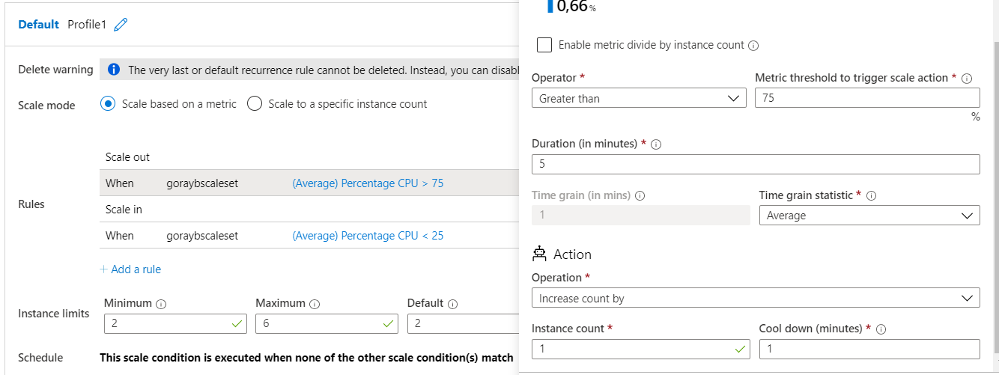 Default Profile1
Delete warning The very last or default recurrence rule cannot be deleted. Instead, you can disabl
Scale mode Scale based on a metric Scale to a specific instance count
Rules
Scale out
When goraybscaleset (Average) Percentage CPU > 75
Scale in
When goraybscaleset (Average) Percentage CPU < 25
+ Add a rule
Instance limits
Minimum Maximum Default
2 6 2
Schedule This scale condition is executed when none of the other scale condition(s) match
0,66 %
Enable metric divide by instance count
Operator * Metric threshold to trigger scale action *
Greater than 75
%
Duration (in minutes) *
5
Time grain (in mins) Time grain statistic *
1 Average
Action
Operation *
Increase count by
Instance count * Cool down (minutes) *
1 1